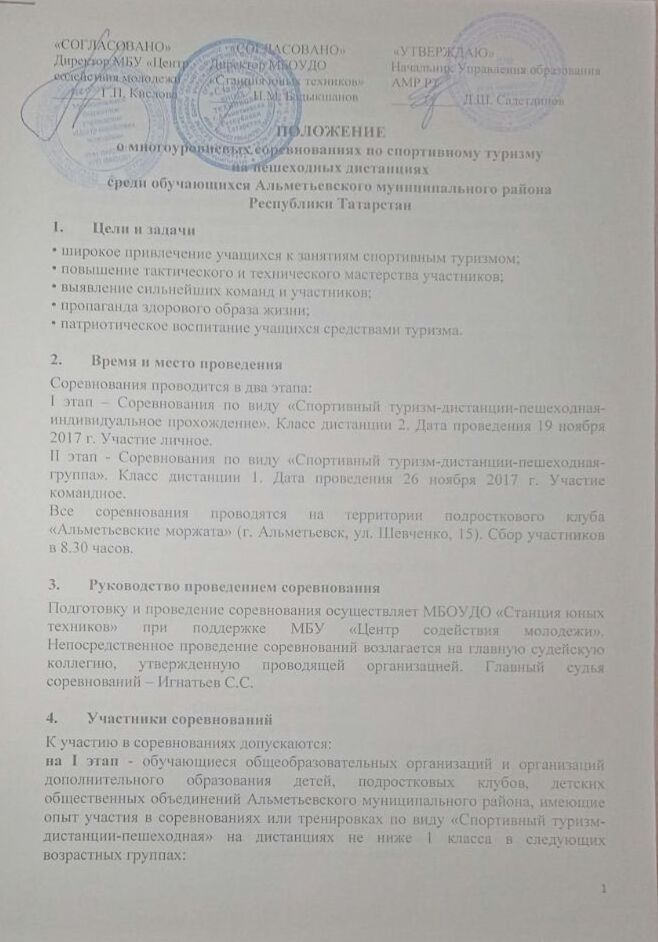 «СОГЛАСОВАНО» «СОГЛАСОВАНО» «УТВЕРЖДАЮ»
Директор МБУ «Центр Директор МБОУДО Начальник Управления образования
содействия молодежи» «Станция юных техников» АМР РТ
Г.П. Кислова Н.М. Бадыкшанов Л.Ш. Салетдинов
ПОЛОЖЕНИЕ
о многоуровневых соревнованиях по спортивному туризму
на пешеходных дистанциях
среди обучающихся Альметьевского муниципального района
Республики Татарстан
1. Цели и задачи
• широкое привлечение учащихся к занятиям спортивным туризмом;
• повышение тактического и технического мастерства участников;
• выявление сильнейших команд и участников;
• пропаганда здорового образа жизни;
• патриотическое воспитание учащихся средствами туризма.
2. Время и место проведения
Соревнования проводится в два этапа:
I этап – Соревнования по виду «Спортивный туризм-дистанции-пешеходная-
индивидуальное прохождение». Класс дистанции 2. Дата проведения 19 ноября
2017 г. Участие личное.
II этап - Соревнования по виду «Спортивный туризм-дистанции-пешеходная-
группа». Класс дистанции 1. Дата проведения 26 ноября 2017 г. Участие
командное.
Все соревнования проводятся на территории подросткового клуба
«Альметьевские моржата» (г. Альметьевск, ул. Шевченко, 15). Сбор участников
в 8.30 часов.
3. Руководство проведением соревнования
Подготовку и проведение соревнования осуществляет МБОУДО «Станция юных
техников» при поддержке МБУ «Центр содействия молодежи».
Непосредственное проведение соревнований возлагается на главную судейскую
коллегию, утвержденную проводящей организацией. Главный судья
соревнований – Игнатьев С.С.
4. Участники соревнований
К участию в соревнованиях допускаются:
на I этап - обучающиеся общеобразовательных организаций и организаций
дополнительного образования детей, подростковых клубов, детских
общественных объединений Альметьевского муниципального района, имеющие
опыт участия в соревнованиях или тренировках по виду «Спортивный туризм-
дистанции-пешеходная» на дистанциях не ниже 1 класса в следующих
возрастных группах:
1